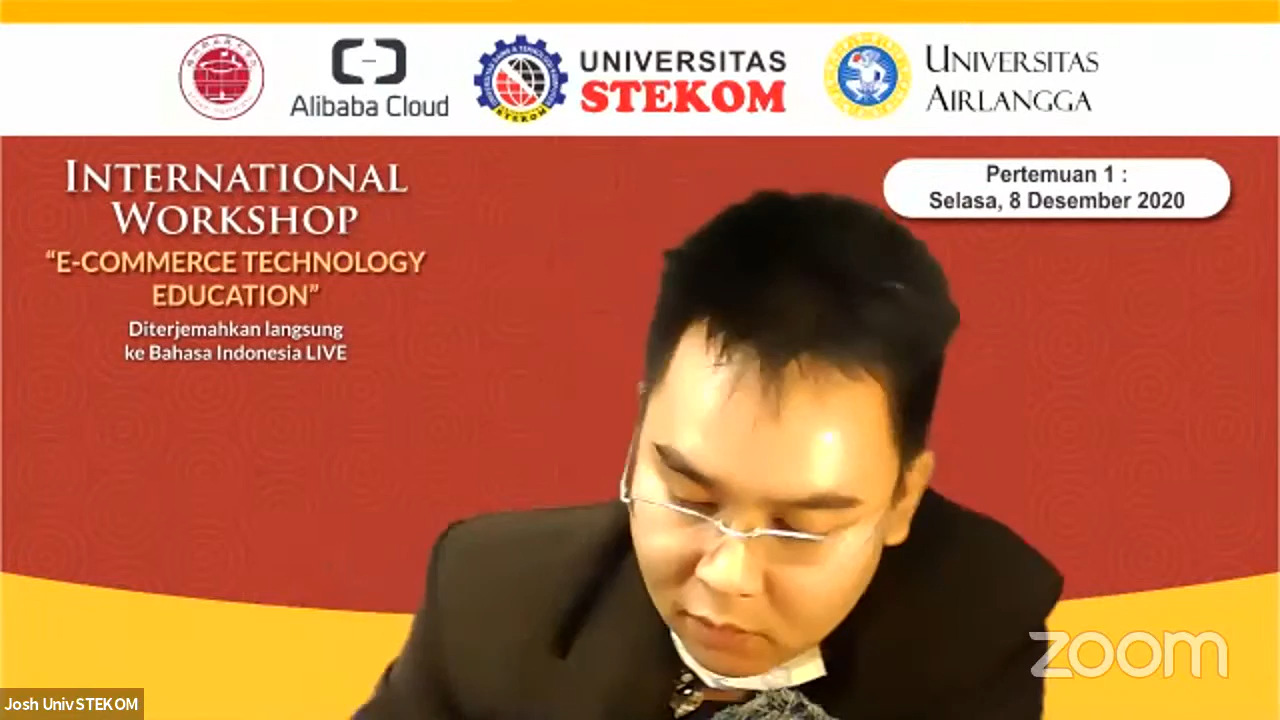 Alibaba Cloud
UNIVERSITAS
STEKOM
STEKOM
UNIVERSITAS
AIRLANGGA
INTERNATIONAL
WORKSHOP
“E-COMMERCE TECHNOLOGY
EDUCATION”
Diterjemahkan langsung
ke Bahasa Indonesia LIVE
Pertemuan 1 :
Selasa, 8 Desember 2020
zoom
Josh UnivSTEKOM